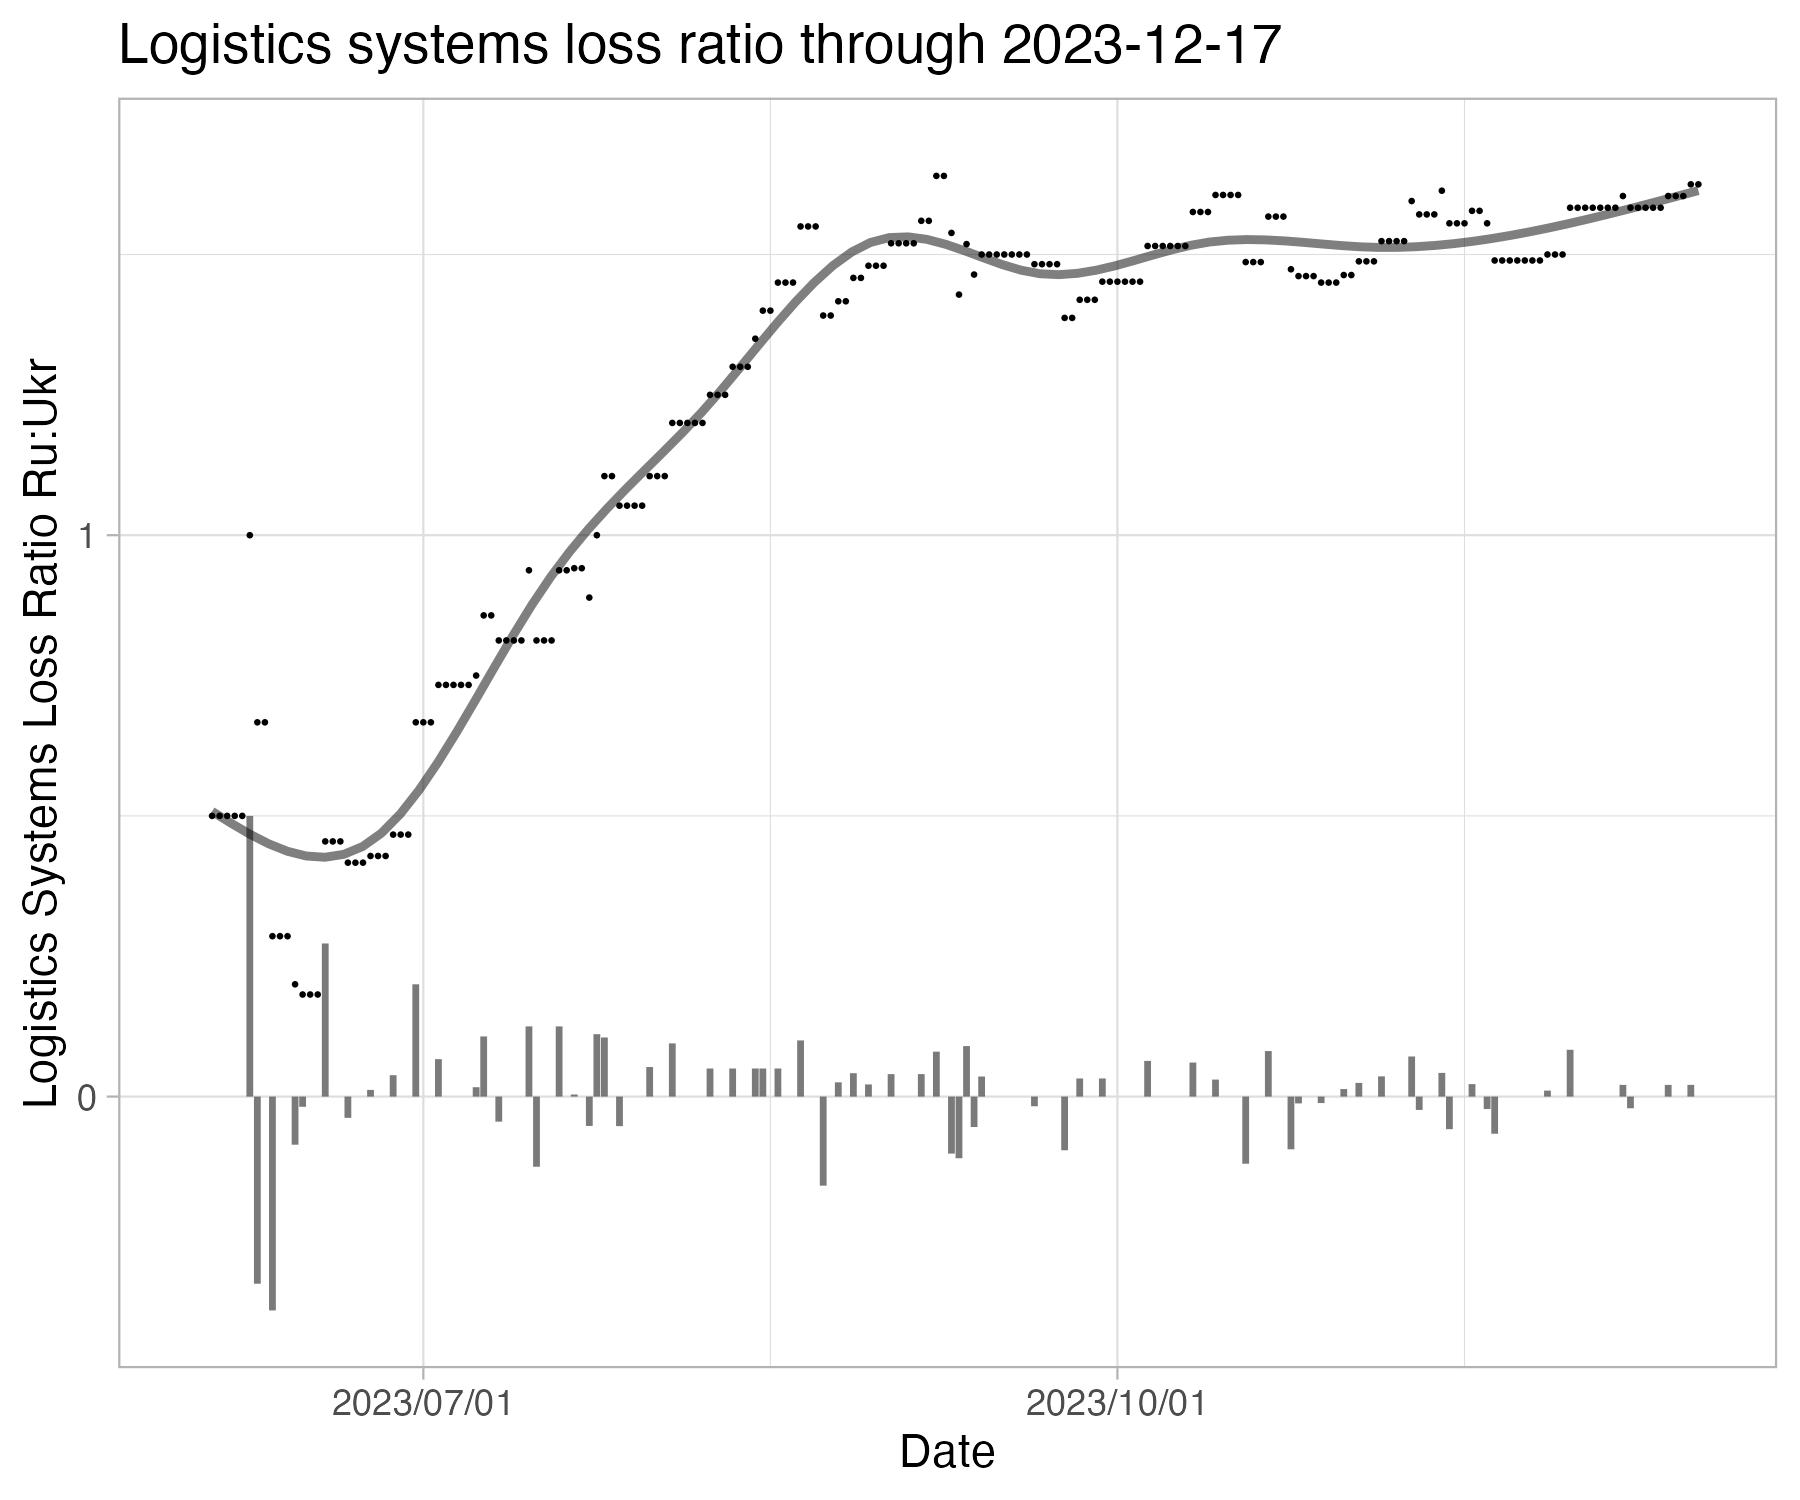 Logistics systems loss ratio through 2023-12-17
Logistics Systems Loss Ratio Ru:Ukr
1
0
2023/07/01
2023/10/01
Date